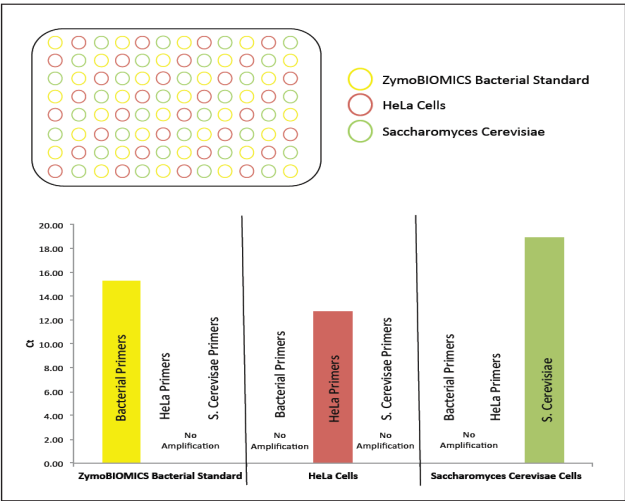 ZymoBIOMICS Bacterial Standard
HeLa Cells
Saccharomyces Cerevisiae
20.00
18.00
16.00
14.00
12.00
10.00
8.00
6.00
4.00
2.00
0.00
Ct
Bacterial Primers
HeLa Primers
S. Cerevisae Primers
No
Amplification
Bacterial Primers
No
Amplification
HeLa Primers
S. Cerevisae Primers
No
Amplification
Bacterial Primers
HeLa Primers
No
Amplification
S. Cerevisiae
ZymoBIOMICS Bacterial Standard
HeLa Cells
Saccharomyces Cerevisae Cells